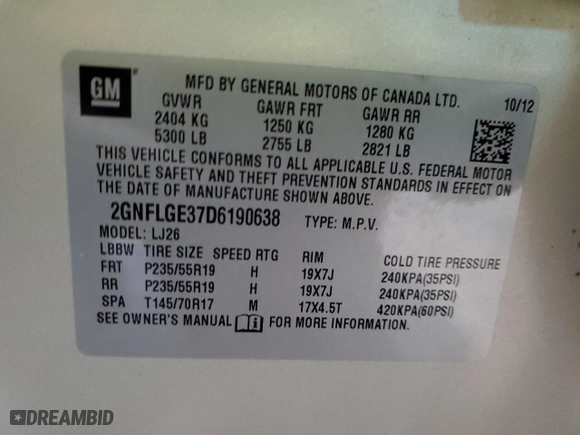 GM
MFD BY GENERAL MOTORS OF CANADA LTD.
10/12
GVWR GAWR FRT GAWR RR
2404 KG 1250 KG 1280 KG
5300 LB 2755 LB 2821 LB
THIS VEHICLE CONFORMS TO ALL APPLICABLE U.S. FEDERAL MOTOR
VEHICLE SAFETY AND THEFT PREVENTION STANDARDS IN EFFECT ON
THE DATE OF MANUFACTURE SHOWN ABOVE.
2GNFLGE37D6190638 TYPE: M.P.V.
MODEL: LJ26
LBBW TIRE SIZE SPEED RTG RIM COLD TIRE PRESSURE
FRT P235/55R19 H 19X7J 240KPA(35PSI)
RR P235/55R19 H 19X7J 240KPA(35PSI)
SPA T145/70R17 M 17X4.5T 420KPA(60PSI)
SEE OWNER'S MANUAL FOR MORE INFORMATION.
DREAMBID